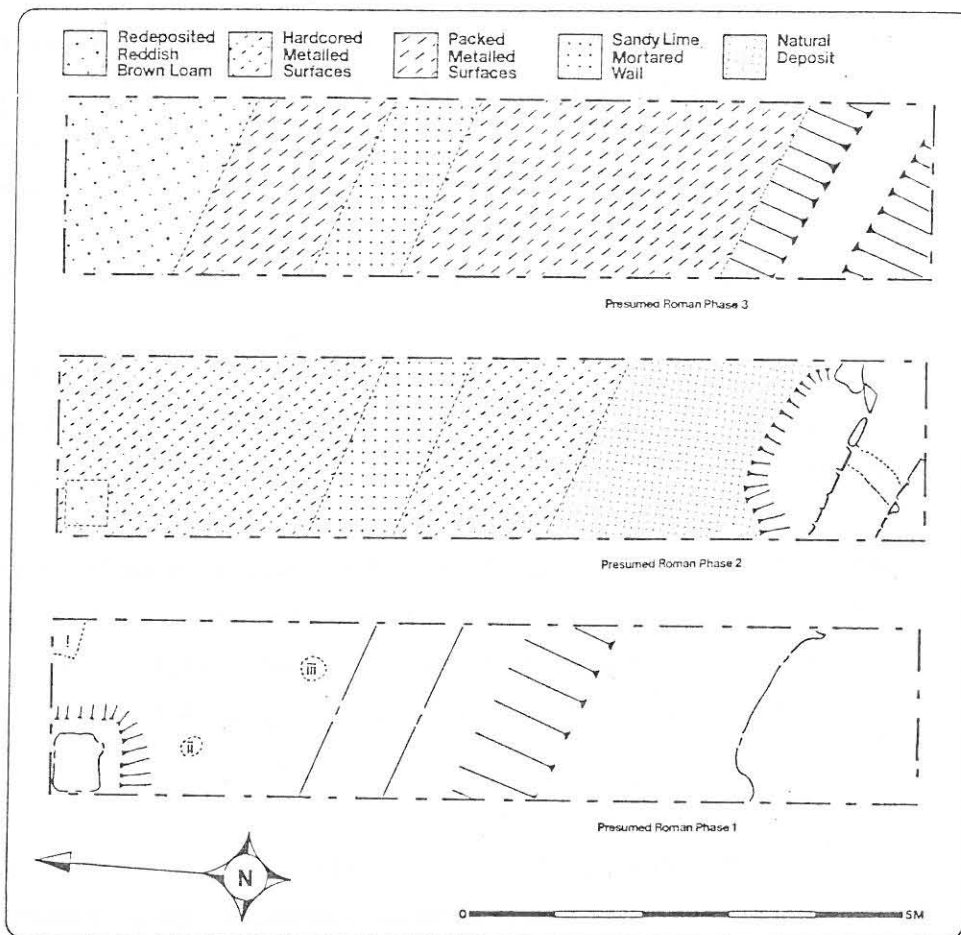 Redeposited
Reddish
Brown Loam
Hardcored
Metalled
Surfaces
Packed
Metalled
Surfaces
Sandy Lime
Mortared
Wall
Natural
Deposit
Presumed Roman Phase 3
Presumed Roman Phase 2
i
iii
ii
Presumed Roman Phase 1
N
0 5M